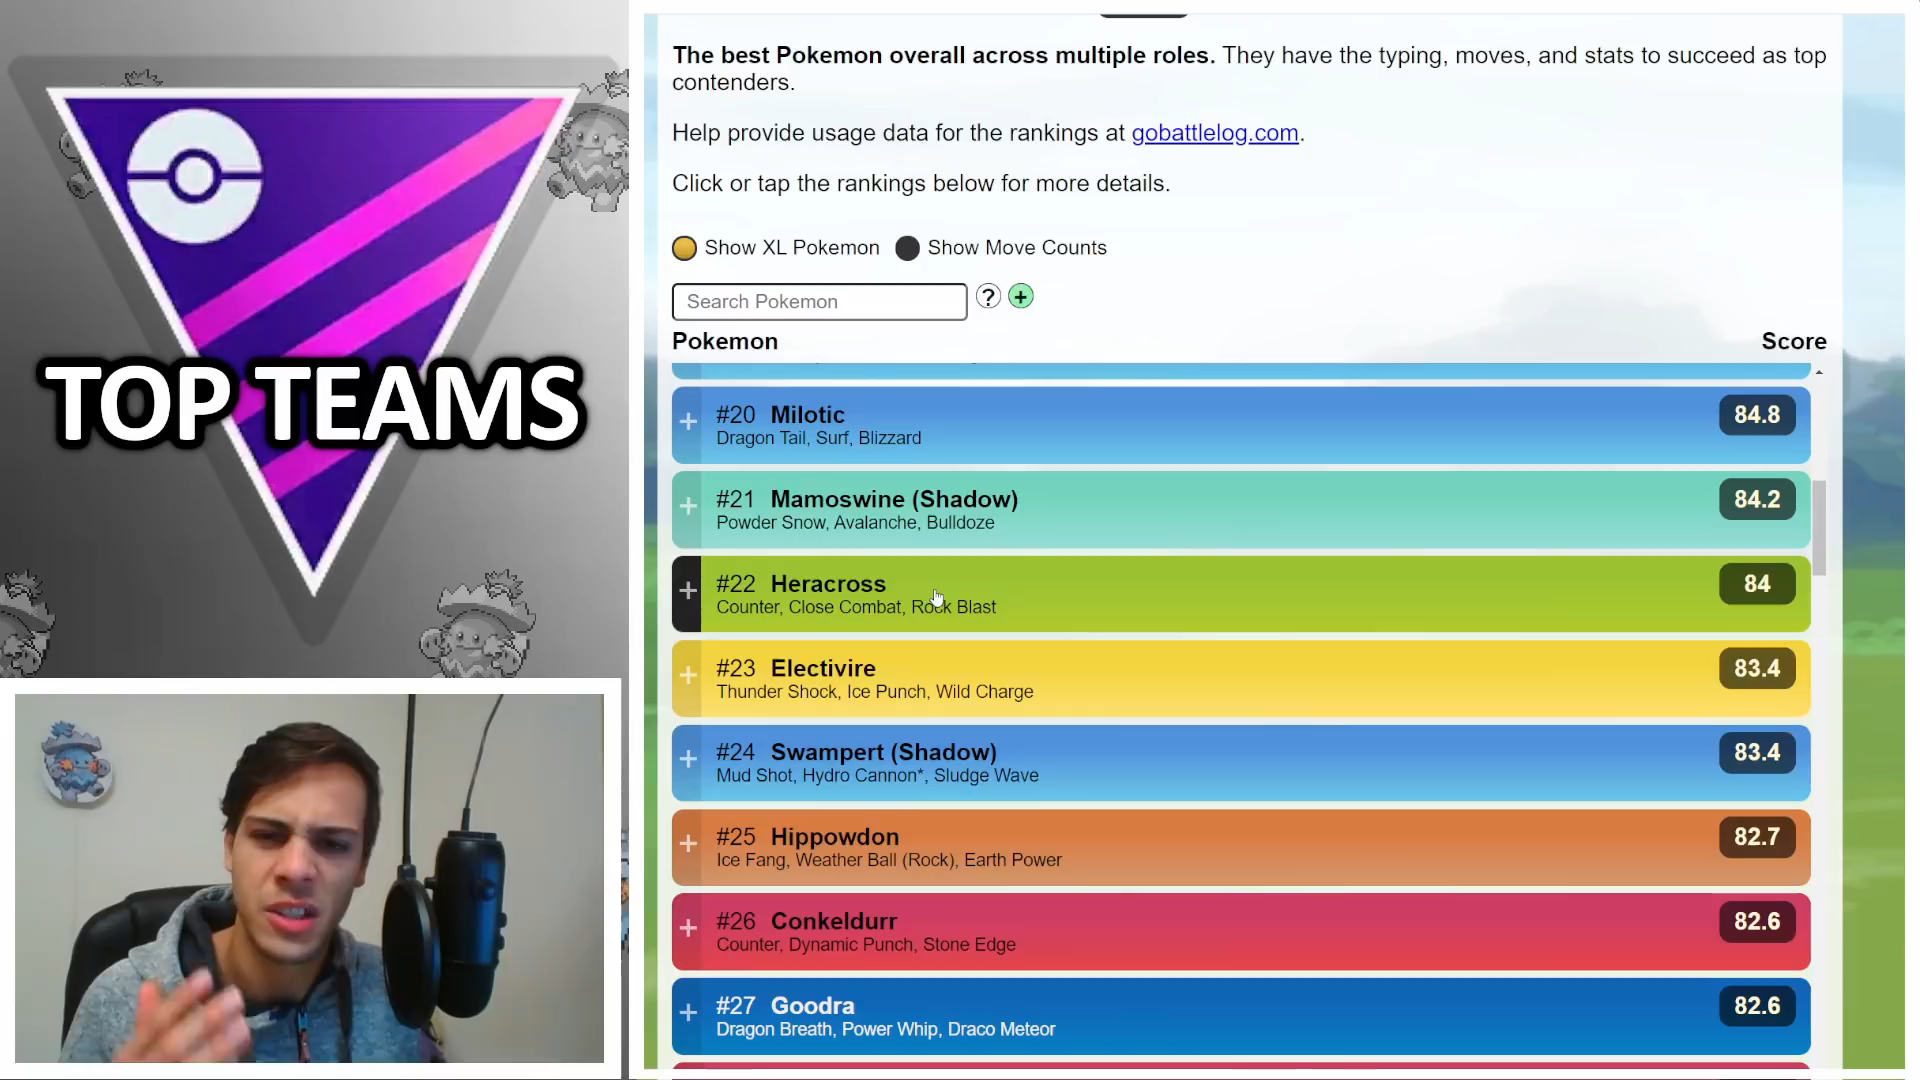 TOP TEAMS
The best Pokemon overall across multiple roles. They have the typing, moves, and stats to succeed as top
contenders.
Help provide usage data for the rankings at gobattlelog.com.
Click or tap the rankings below for more details.
Show XL Pokemon Show Move Counts
Search Pokemon ? +
Pokemon Score
+ #20 Milotic 84.8
Dragon Tail, Surf, Blizzard
+ #21 Mamoswine (Shadow) 84.2
Powder Snow, Avalanche, Bulldoze
+ #22 Heracross 84
Counter, Close Combat, Rock Blast
+ #23 Electivire 83.4
Thunder Shock, Ice Punch, Wild Charge
+ #24 Swampert (Shadow) 83.4
Mud Shot, Hydro Cannon*, Sludge Wave
+ #25 Hippowdon 82.7
Ice Fang, Weather Ball (Rock), Earth Power
+ #26 Conkeldurr 82.6
Counter, Dynamic Punch, Stone Edge
+ #27 Goodra 82.6
Dragon Breath, Power Whip, Draco Meteor